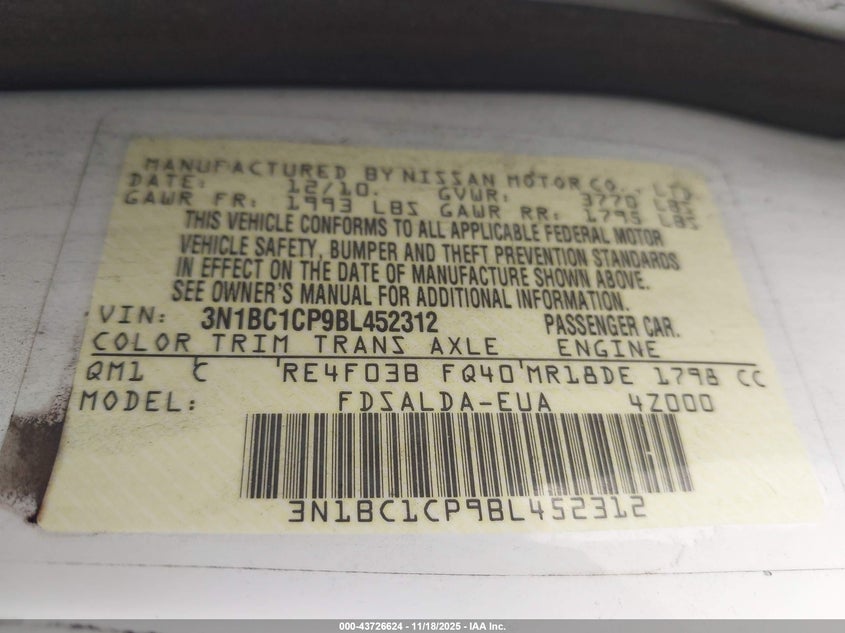 MANUFACTURED BY NISSAN MOTOR CO., LTD
DATE: 12/10. GVWR: 3770 LBS
GAWR FR: 1993 LBS GAWR RR: 1795 LBS
THIS VEHICLE CONFORMS TO ALL APPLICABLE FEDERAL MOTOR
VEHICLE SAFETY, BUMPER AND THEFT PREVENTION STANDARDS
IN EFFECT ON THE DATE OF MANUFACTURE SHOWN ABOVE.
SEE OWNER'S MANUAL FOR ADDITIONAL INFORMATION.
VIN: 3N1BC1CP9BL452312 PASSENGER CAR.
COLOR TRIM TRANS AXLE ENGINE
QM1 C RE4F03B FQ40 MR18DE 1798 CC
MODEL: FDSALDA-EUA 4Z000
3N1BC1CP9BL452312
000-43726624 | 11/18/2025 - IAA Inc.